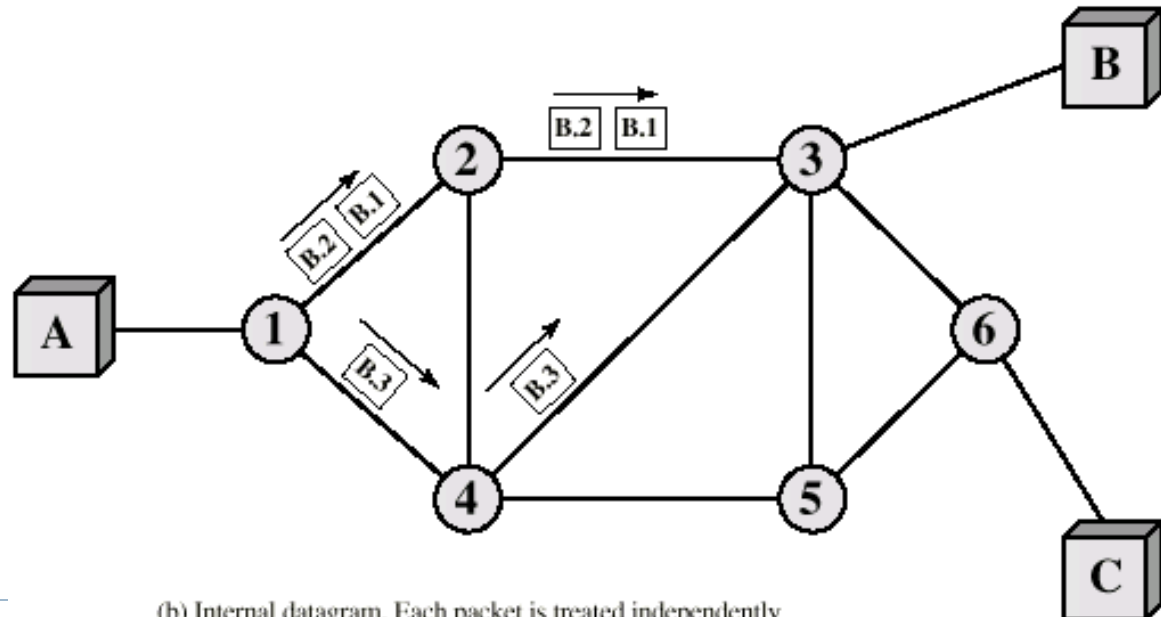 B
B.2 B.1
2
3
B.2 B.1
A
1
6
B.3
B.3
4
5
C
(b) Internal datagram. Each packet is treated independently